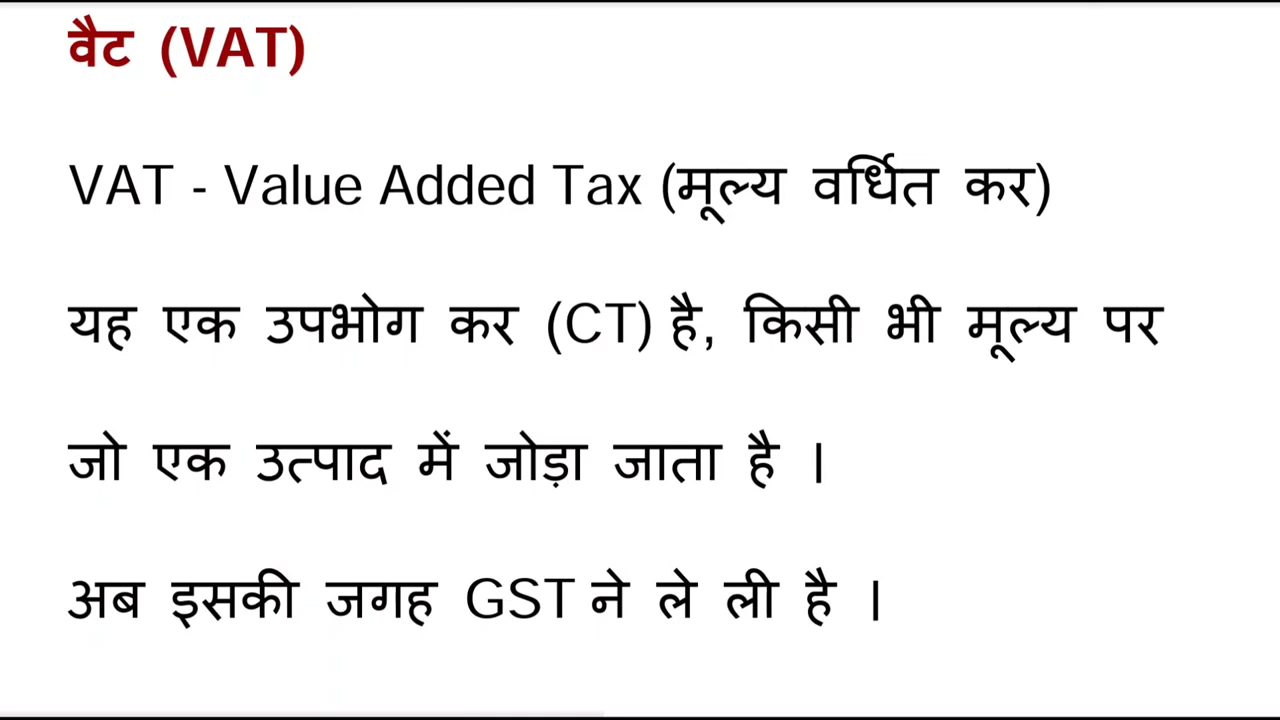 वैट (VAT)
VAT - Value Added Tax (मूल्य वर्धित कर)
यह एक उपभोग कर (CT) है, किसी भी मूल्य पर
जो एक उत्पाद में जोड़ा जाता है ।
अब इसकी जगह GST ने ले ली है ।